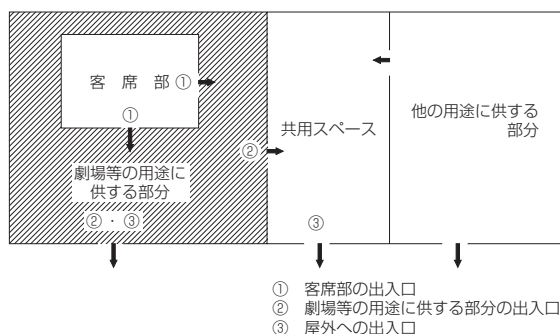 客 席 部 ①
①
劇場等の用途に
供する部分
② ・ ③
②
共用スペース
③
他の用途に供する
部分
① 客席部の出入口
② 劇場等の用途に供する部分の出入口
③ 屋外への出入口